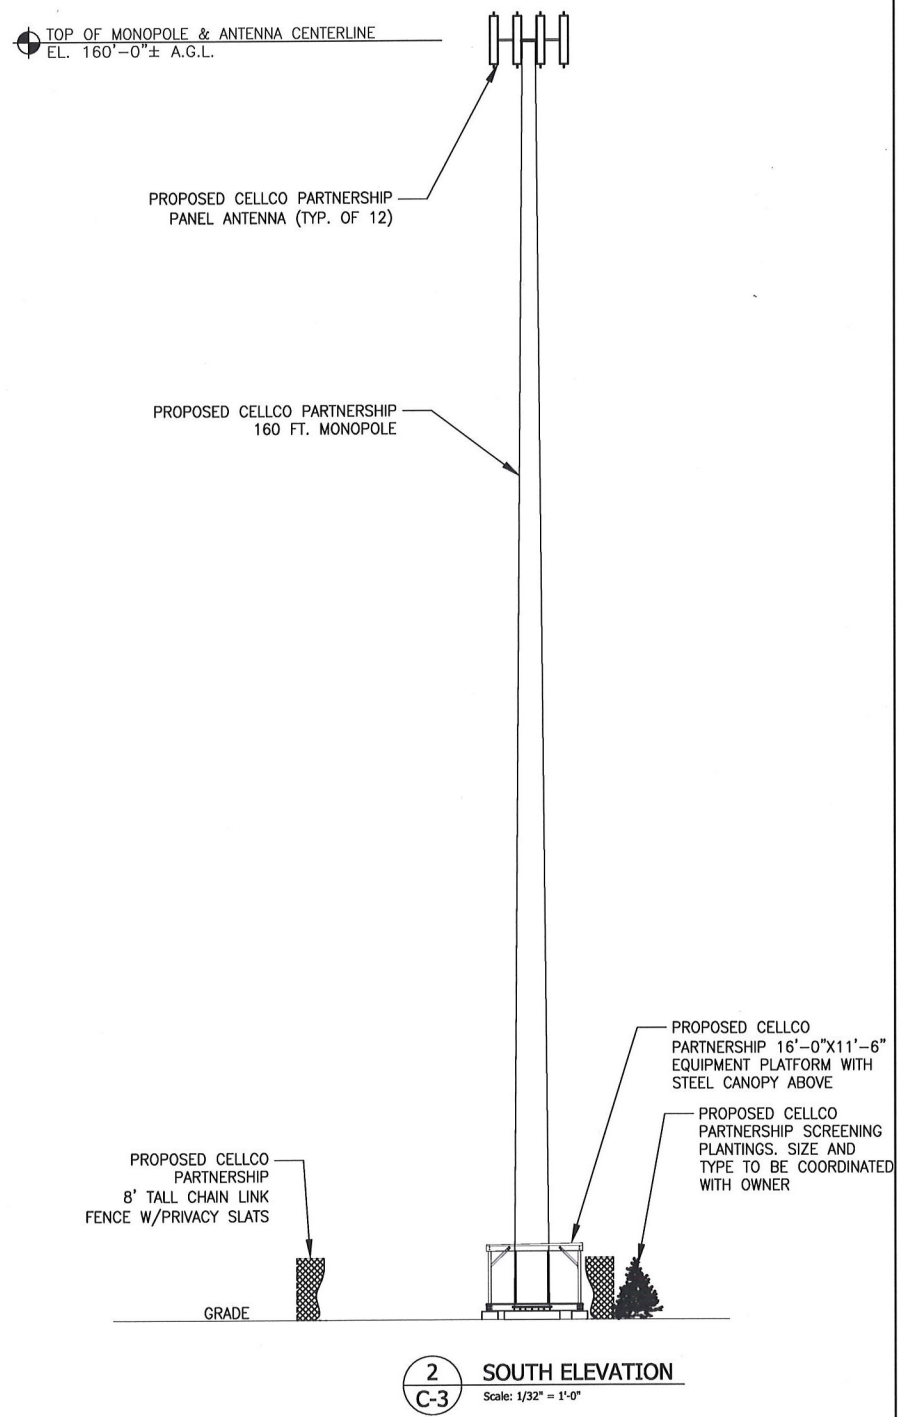 TOP OF MONOPOLE & ANTENNA CENTERLINE
EL. 160'-0"± A.G.L.
PROPOSED CELLCO PARTNERSHIP
PANEL ANTENNA (TYP. OF 12)
PROPOSED CELLCO PARTNERSHIP
160 FT. MONOPOLE
PROPOSED CELLCO
PARTNERSHIP 16'-0"X11'-6"
EQUIPMENT PLATFORM WITH
STEEL CANOPY ABOVE
PROPOSED CELLCO
PARTNERSHIP SCREENING
PLANTINGS. SIZE AND
TYPE TO BE COORDINATED
WITH OWNER
PROPOSED CELLCO
PARTNERSHIP
8' TALL CHAIN LINK
FENCE W/PRIVACY SLATS
GRADE
2
C-3
SOUTH ELEVATION
Scale: 1/32" = 1'-0"